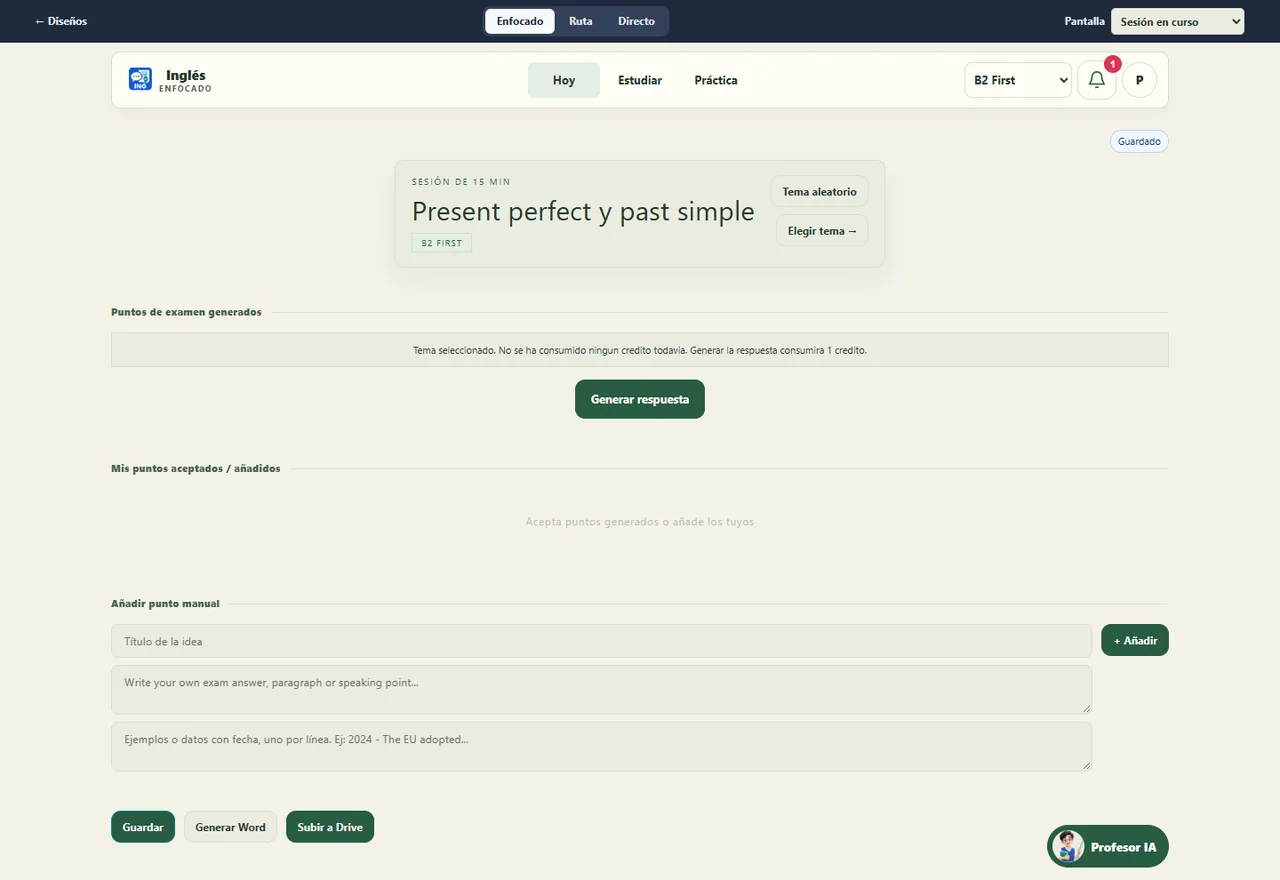 ← Diseños
Enfocado
Ruta
Directo
Pantalla
Sesión en curso
ING
Inglés
ENFOCADO
Hoy
Estudiar
Práctica
B2 First
1
P
Guardado
SESIÓN DE 15 MIN
Present perfect y past simple
B2 FIRST
Tema aleatorio
Elegir tema →
Puntos de examen generados
Tema seleccionado. No se ha consumido ningun credito todavia. Generar la respuesta consumira 1 credito.
Generar respuesta
Mis puntos aceptados / añadidos
Acepta puntos generados o añade los tuyos
Añadir punto manual
Título de la idea
+ Añadir
Write your own exam answer, paragraph or speaking point...
Ejemplos o datos con fecha, uno por línea. Ej: 2024 - The EU adopted...
Guardar
Generar Word
Subir a Drive
Profesor IA